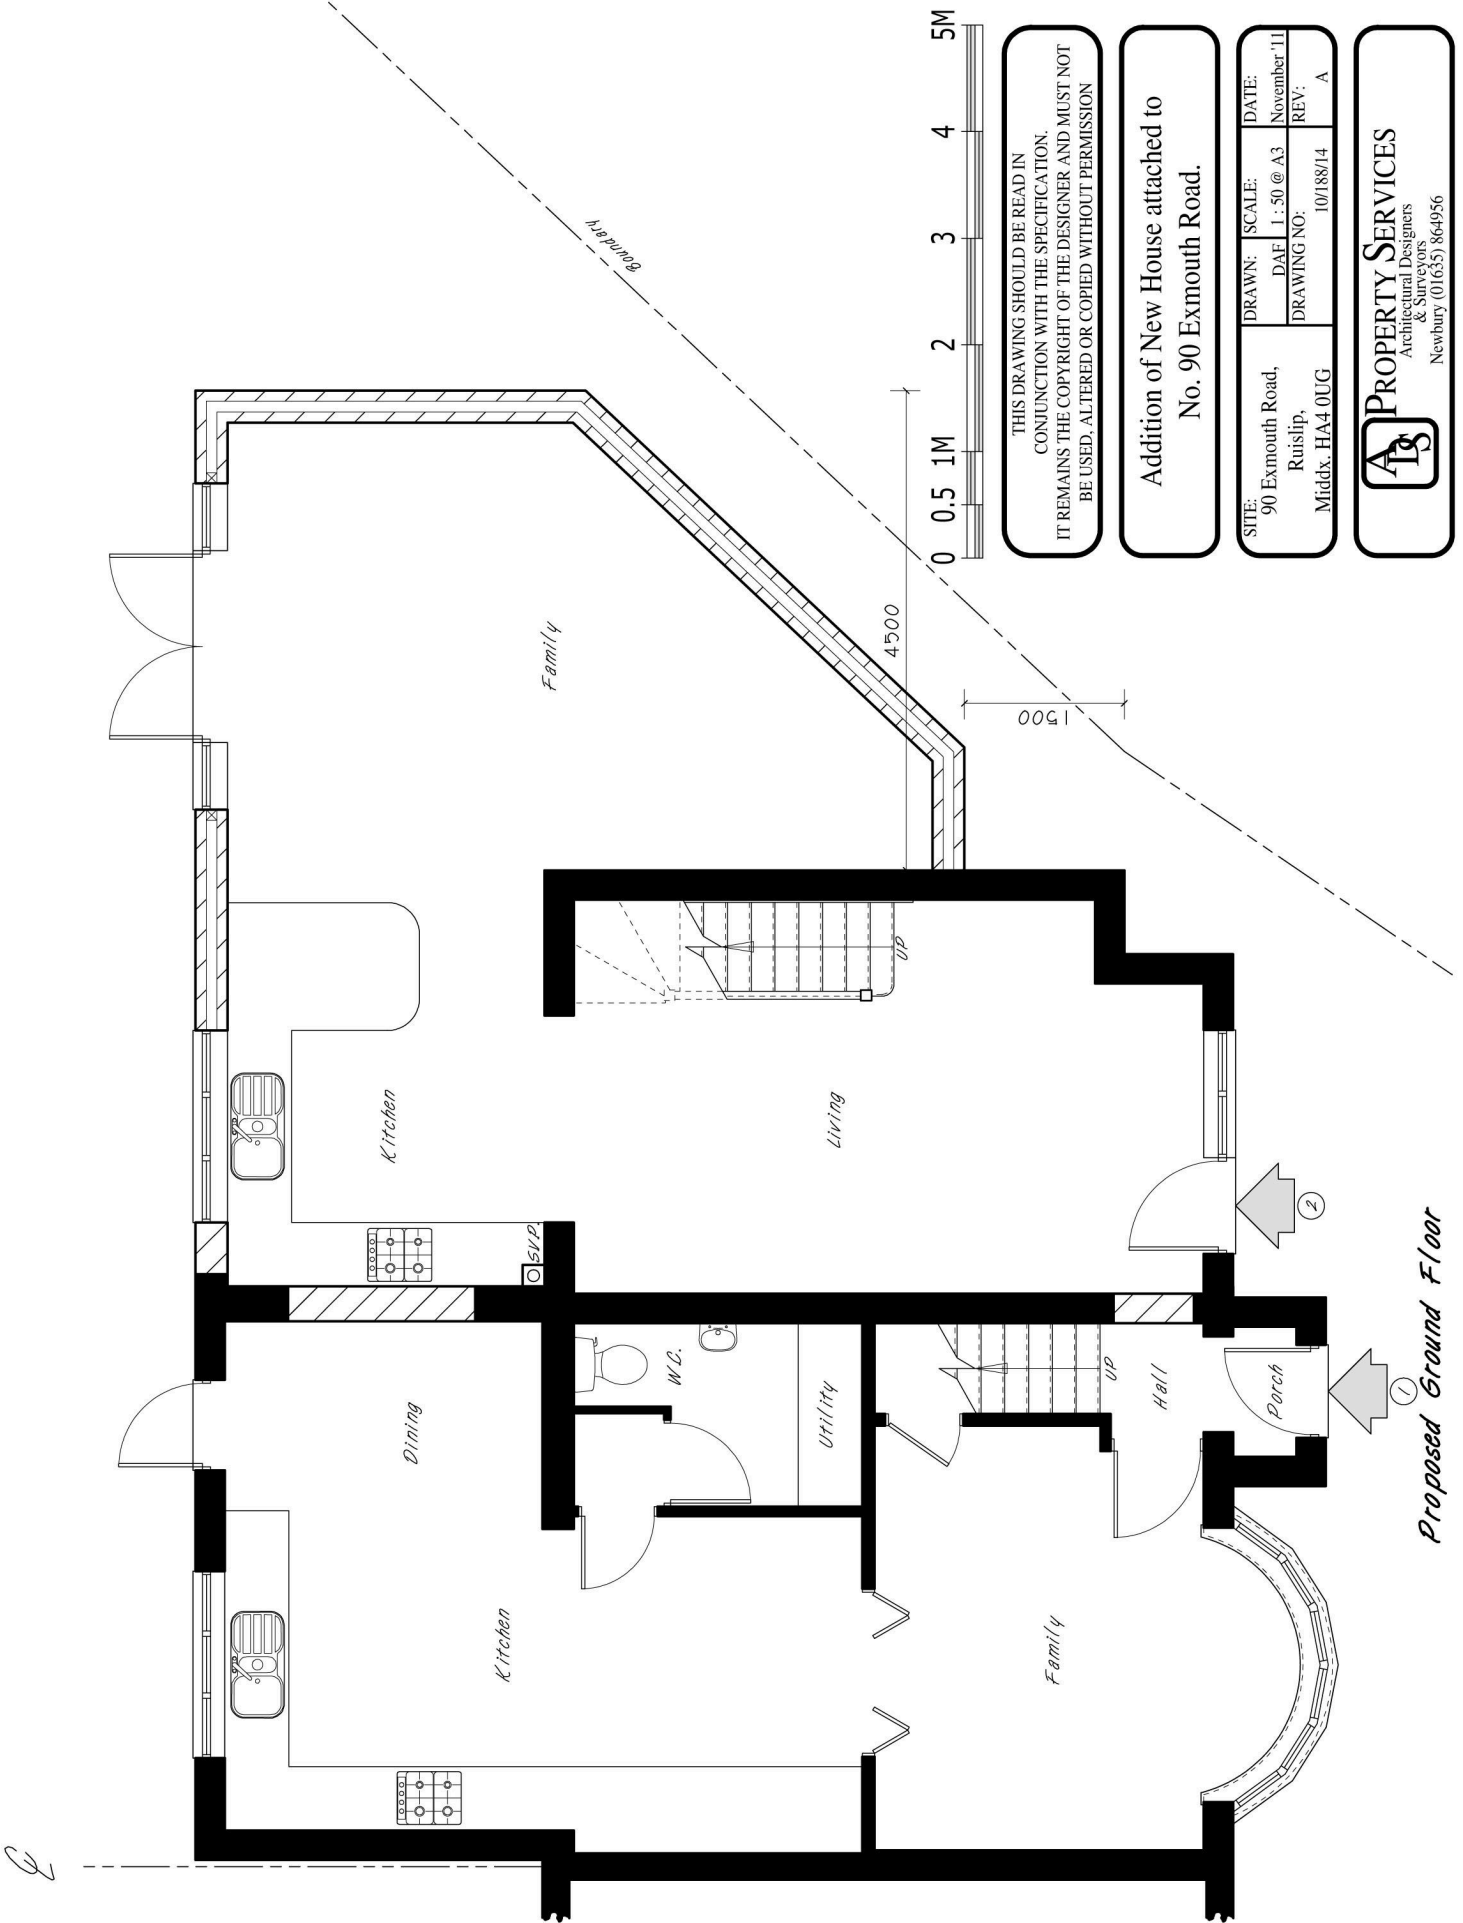 Boundary
Family
4500
1500
Kitchen
SVP.
Living
UP
2
Dining
W.C.
Utility
UP
Hall
Porch
1
Kitchen
Family
Proposed Ground Floor
0 0.5 1M 2 3 4 5M
THIS DRAWING SHOULD BE READ IN
CONJUNCTION WITH THE SPECIFICATION.
IT REMAINS THE COPYRIGHT OF THE DESIGNER AND MUST NOT
BE USED, ALTERED OR COPIED WITHOUT PERMISSION
Addition of New House attached to
No. 90 Exmouth Road.
SITE:
90 Exmouth Road,
Ruislip,
Middx. HA4 0UG
DRAWN:
DAF
SCALE:
1 : 50 @ A3
DATE:
November '11
DRAWING NO:
10/188/14
REV:
A
ADS
PROPERTY SERVICES
Architectural Designers
& Surveyors
Newbury (01635) 864956